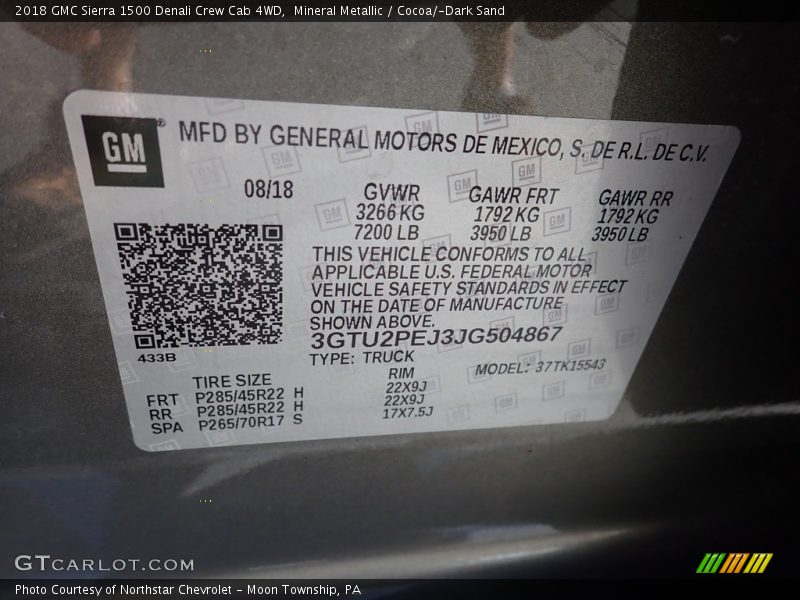 2018 GMC Sierra 1500 Denali Crew Cab 4WD,  Mineral Metallic / Cocoa/-Dark Sand
GM® MFD BY GENERAL MOTORS DE MEXICO, S. DE R.L. DE C.V.
08/18 GVWR GAWR FRT GAWR RR
3266 KG 1792 KG 1792 KG
7200 LB 3950 LB 3950 LB
THIS VEHICLE CONFORMS TO ALL
APPLICABLE U.S. FEDERAL MOTOR
VEHICLE SAFETY STANDARDS IN EFFECT
ON THE DATE OF MANUFACTURE
SHOWN ABOVE.
3GTU2PEJ3JG504867
433B TYPE: TRUCK MODEL: 37TK15543
TIRE SIZE RIM
FRT P285/45R22 H 22X9J
RR P285/45R22 H 22X9J
SPA P265/70R17 S 17X7.5J
GTCARLOT.COM
Photo Courtesy of Northstar Chevrolet - Moon Township, PA